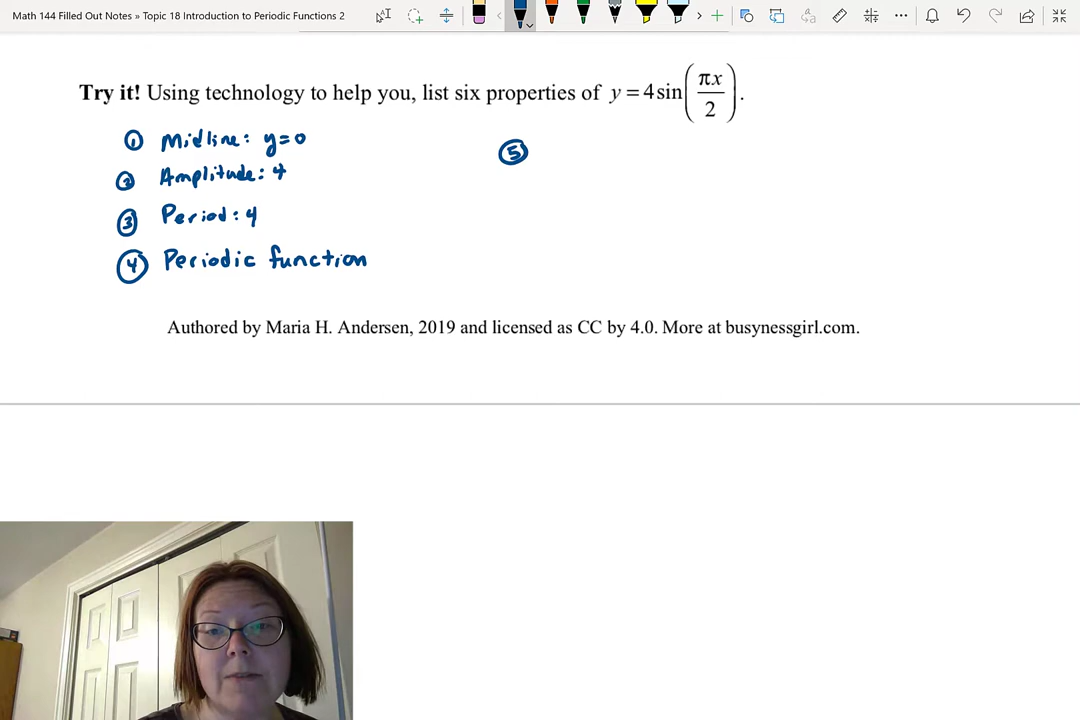 Math 144 Filled Out Notes » Topic 18 Introduction to Periodic Functions 2
Try it! Using technology to help you, list six properties of y = 4 sin(πx/2).
① Midline: y=0
② Amplitude: 4
③ Period: 4
④ Periodic function
⑤
Authored by Maria H. Andersen, 2019 and licensed as CC by 4.0. More at busynessgirl.com.